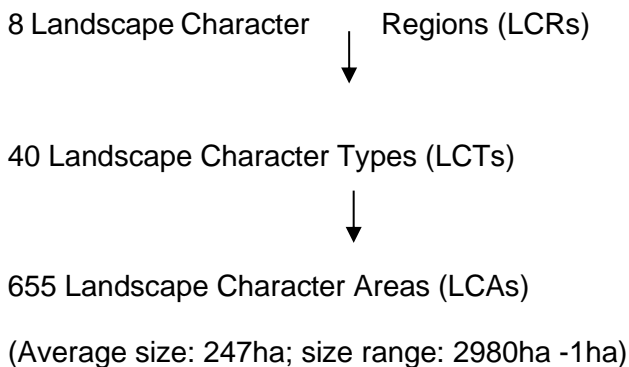 8 Landscape Character Regions (LCRs)
40 Landscape Character Types (LCTs)
655 Landscape Character Areas (LCAs)
(Average size: 247ha; size range: 2980ha -1ha)